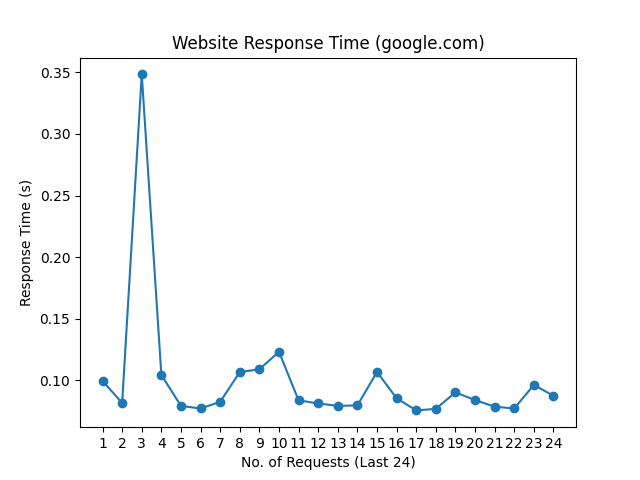 Website Response Time (google.com)
0.35
0.30
0.25
0.20
0.15
0.10
Response Time (s)
1 2 3 4 5 6 7 8 9 10 11 12 13 14 15 16 17 18 19 20 21 22 23 24
No. of Requests (Last 24)